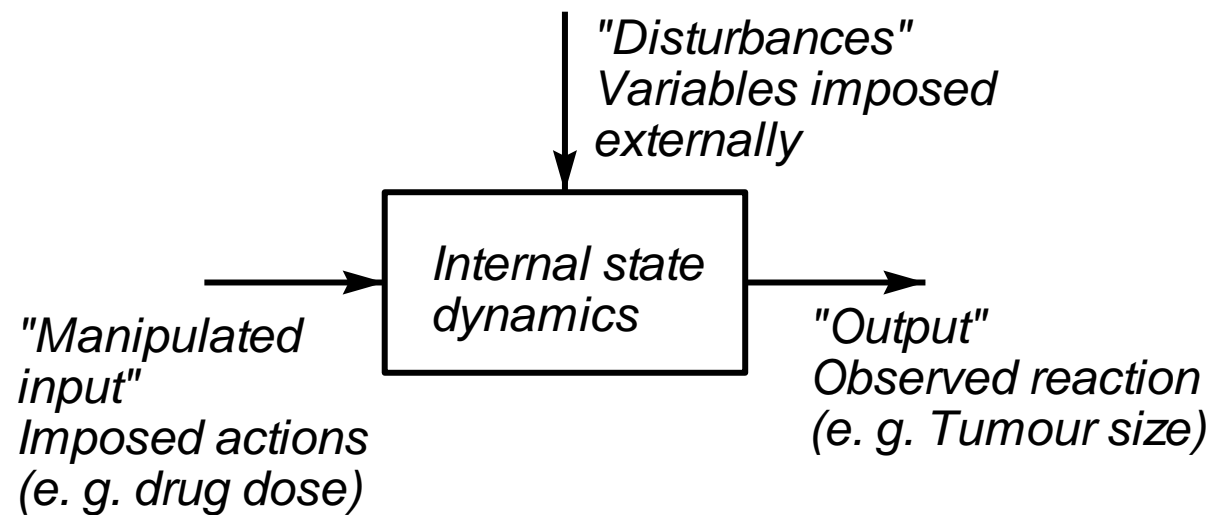 "Disturbances"
Variables imposed
externally
Internal state
dynamics
"Manipulated
input"
Imposed actions
(e. g. drug dose)
"Output"
Observed reaction
(e. g. Tumour size)